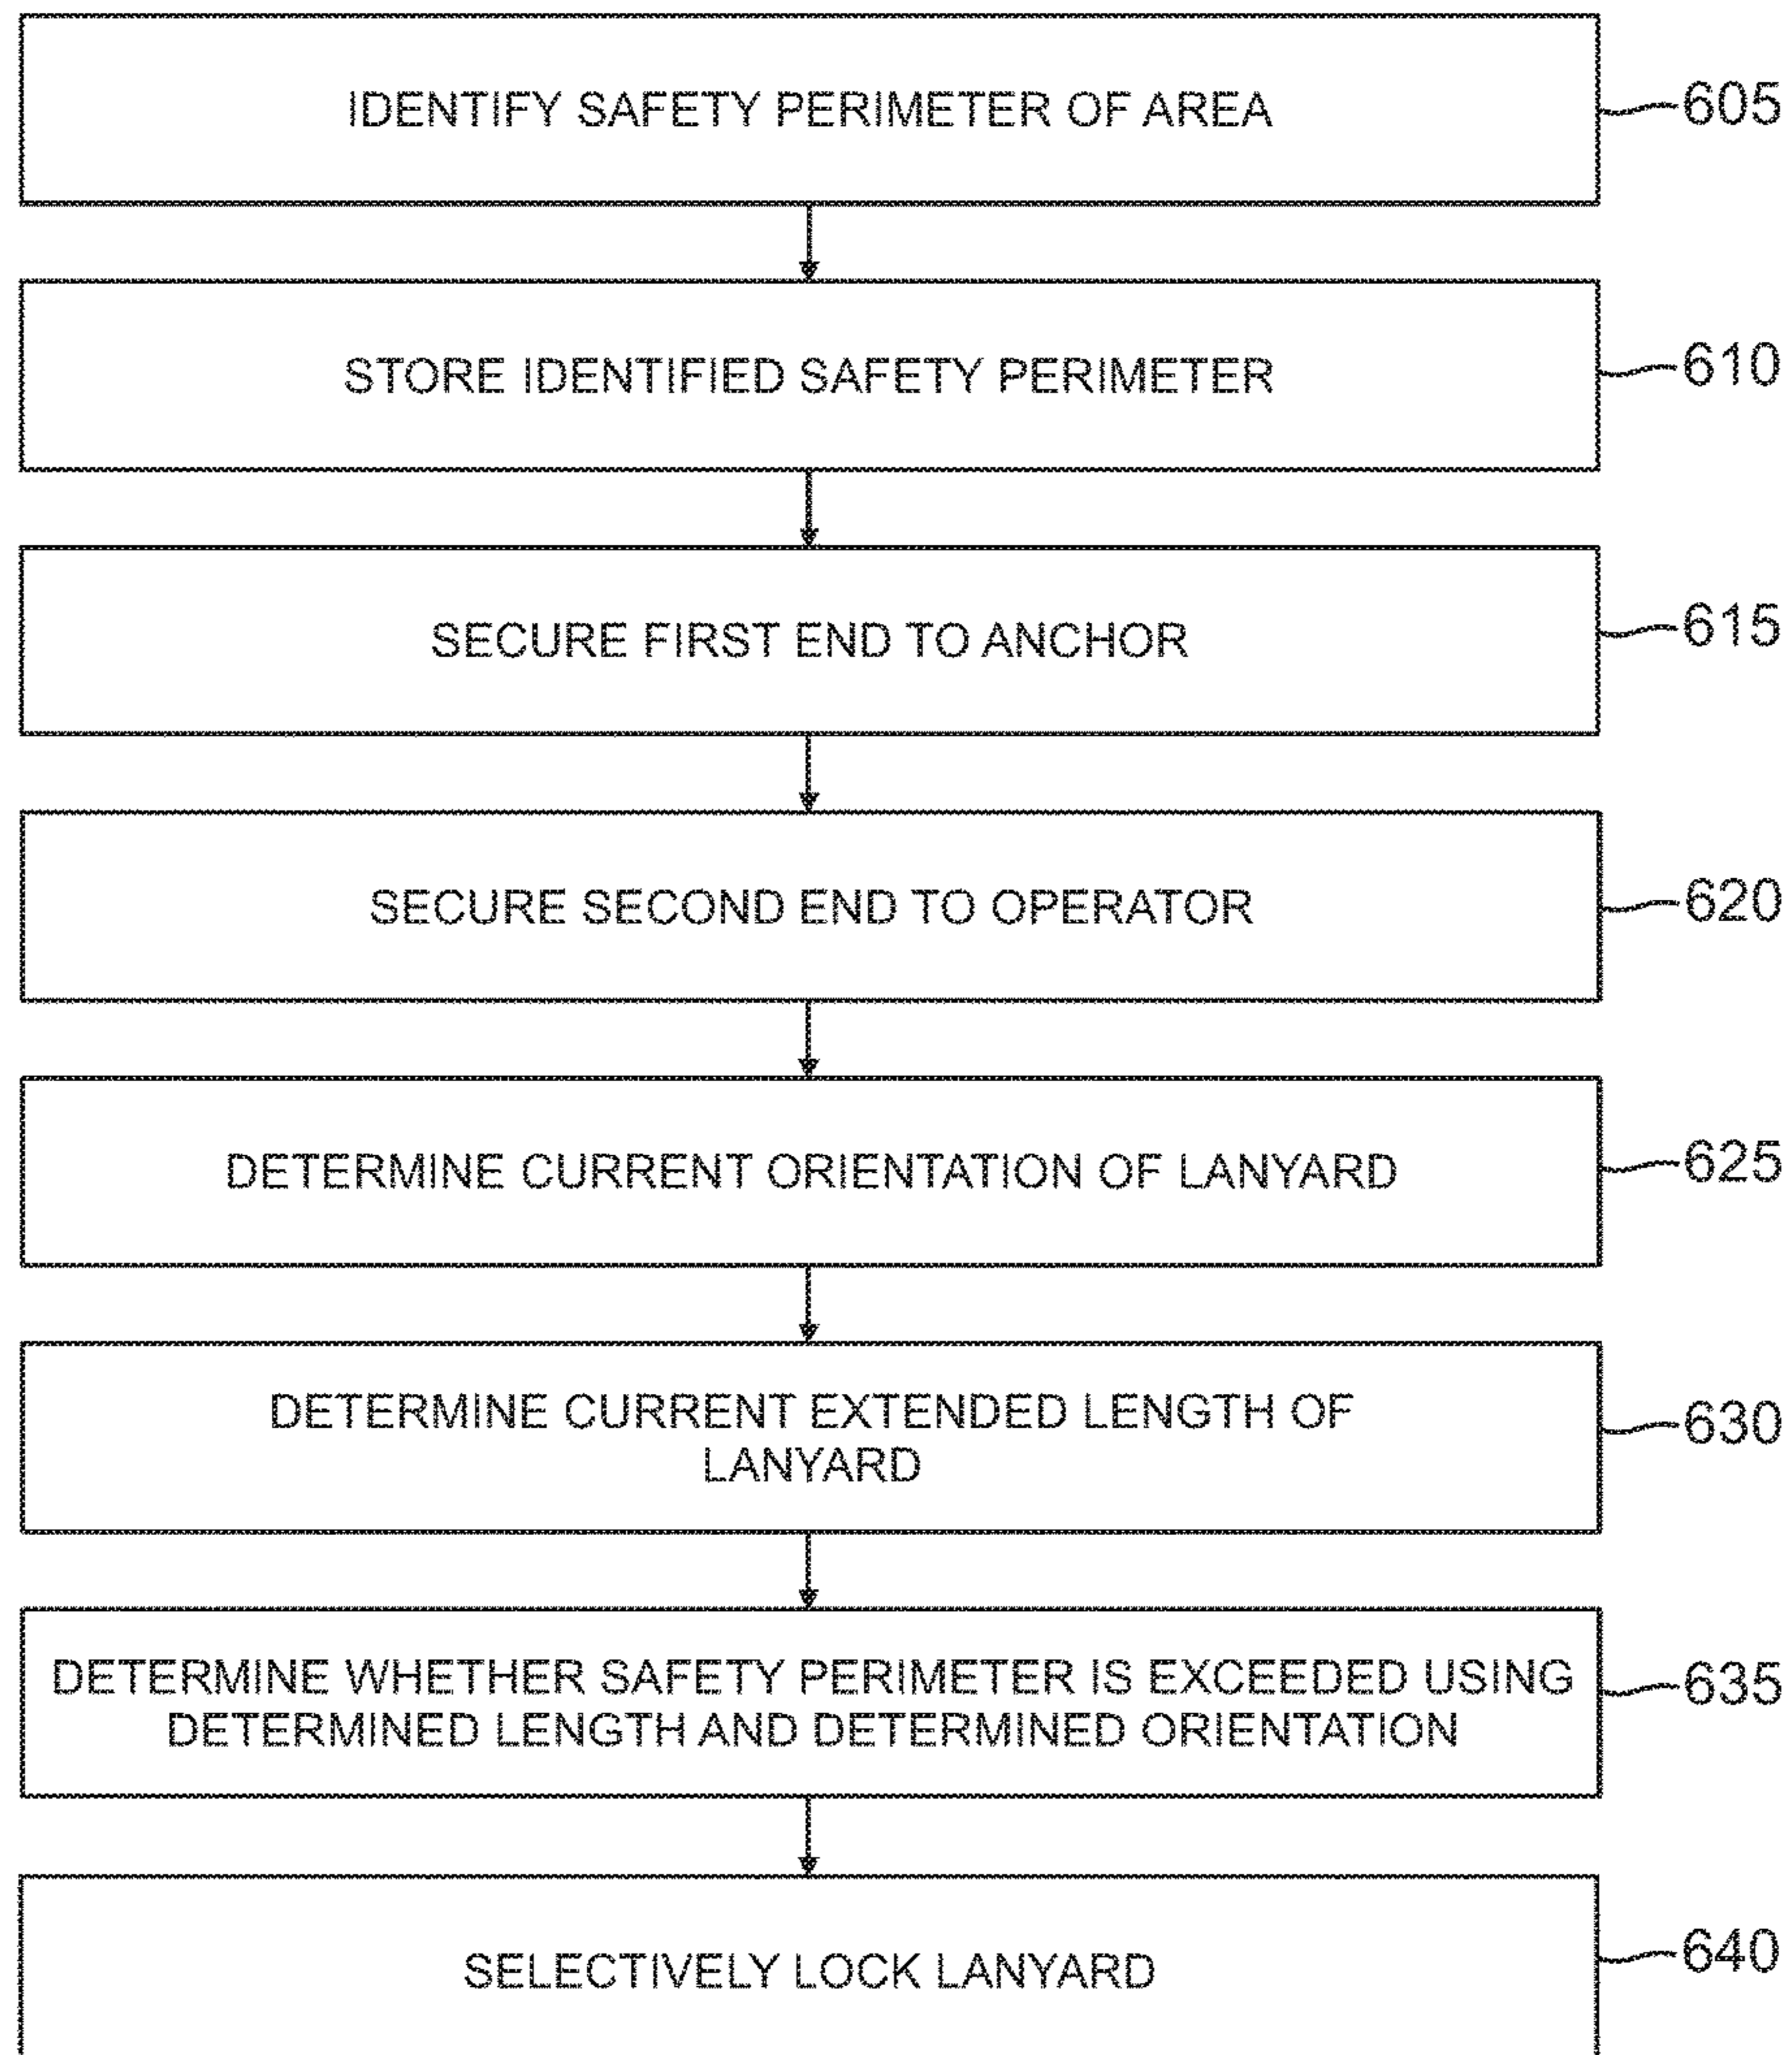 IDENTIFY SAFETY PERIMETER OF AREA
605
STORE IDENTIFIED SAFETY PERIMETER
610
SECURE FIRST END TO ANCHOR
615
SECURE SECOND END TO OPERATOR
620
DETERMINE CURRENT ORIENTATION OF LANYARD
625
DETERMINE CURRENT EXTENDED LENGTH OF
LANYARD
630
DETERMINE WHETHER SAFETY PERIMETER IS EXCEEDED USING
DETERMINED LENGTH AND DETERMINED ORIENTATION
635
SELECTIVELY LOCK LANYARD
640